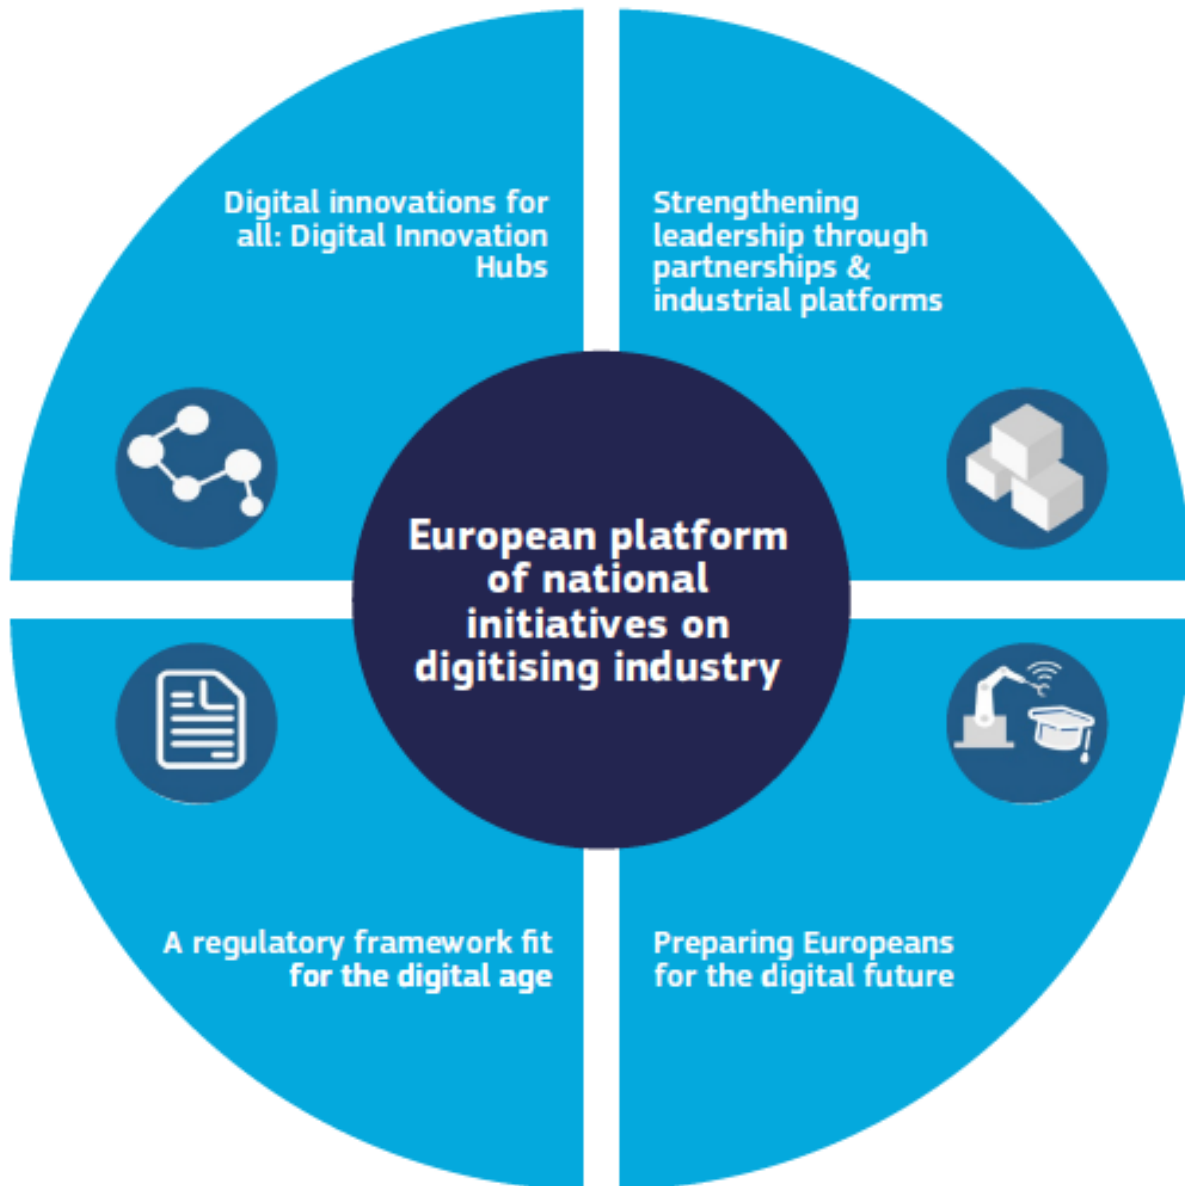 Digital innovations for
all: Digital Innovation
Hubs
Strengthening
leadership through
partnerships &
industrial platforms
European platform
of national
initiatives on
digitising industry
A regulatory framework fit
for the digital age
Preparing Europeans
for the digital future